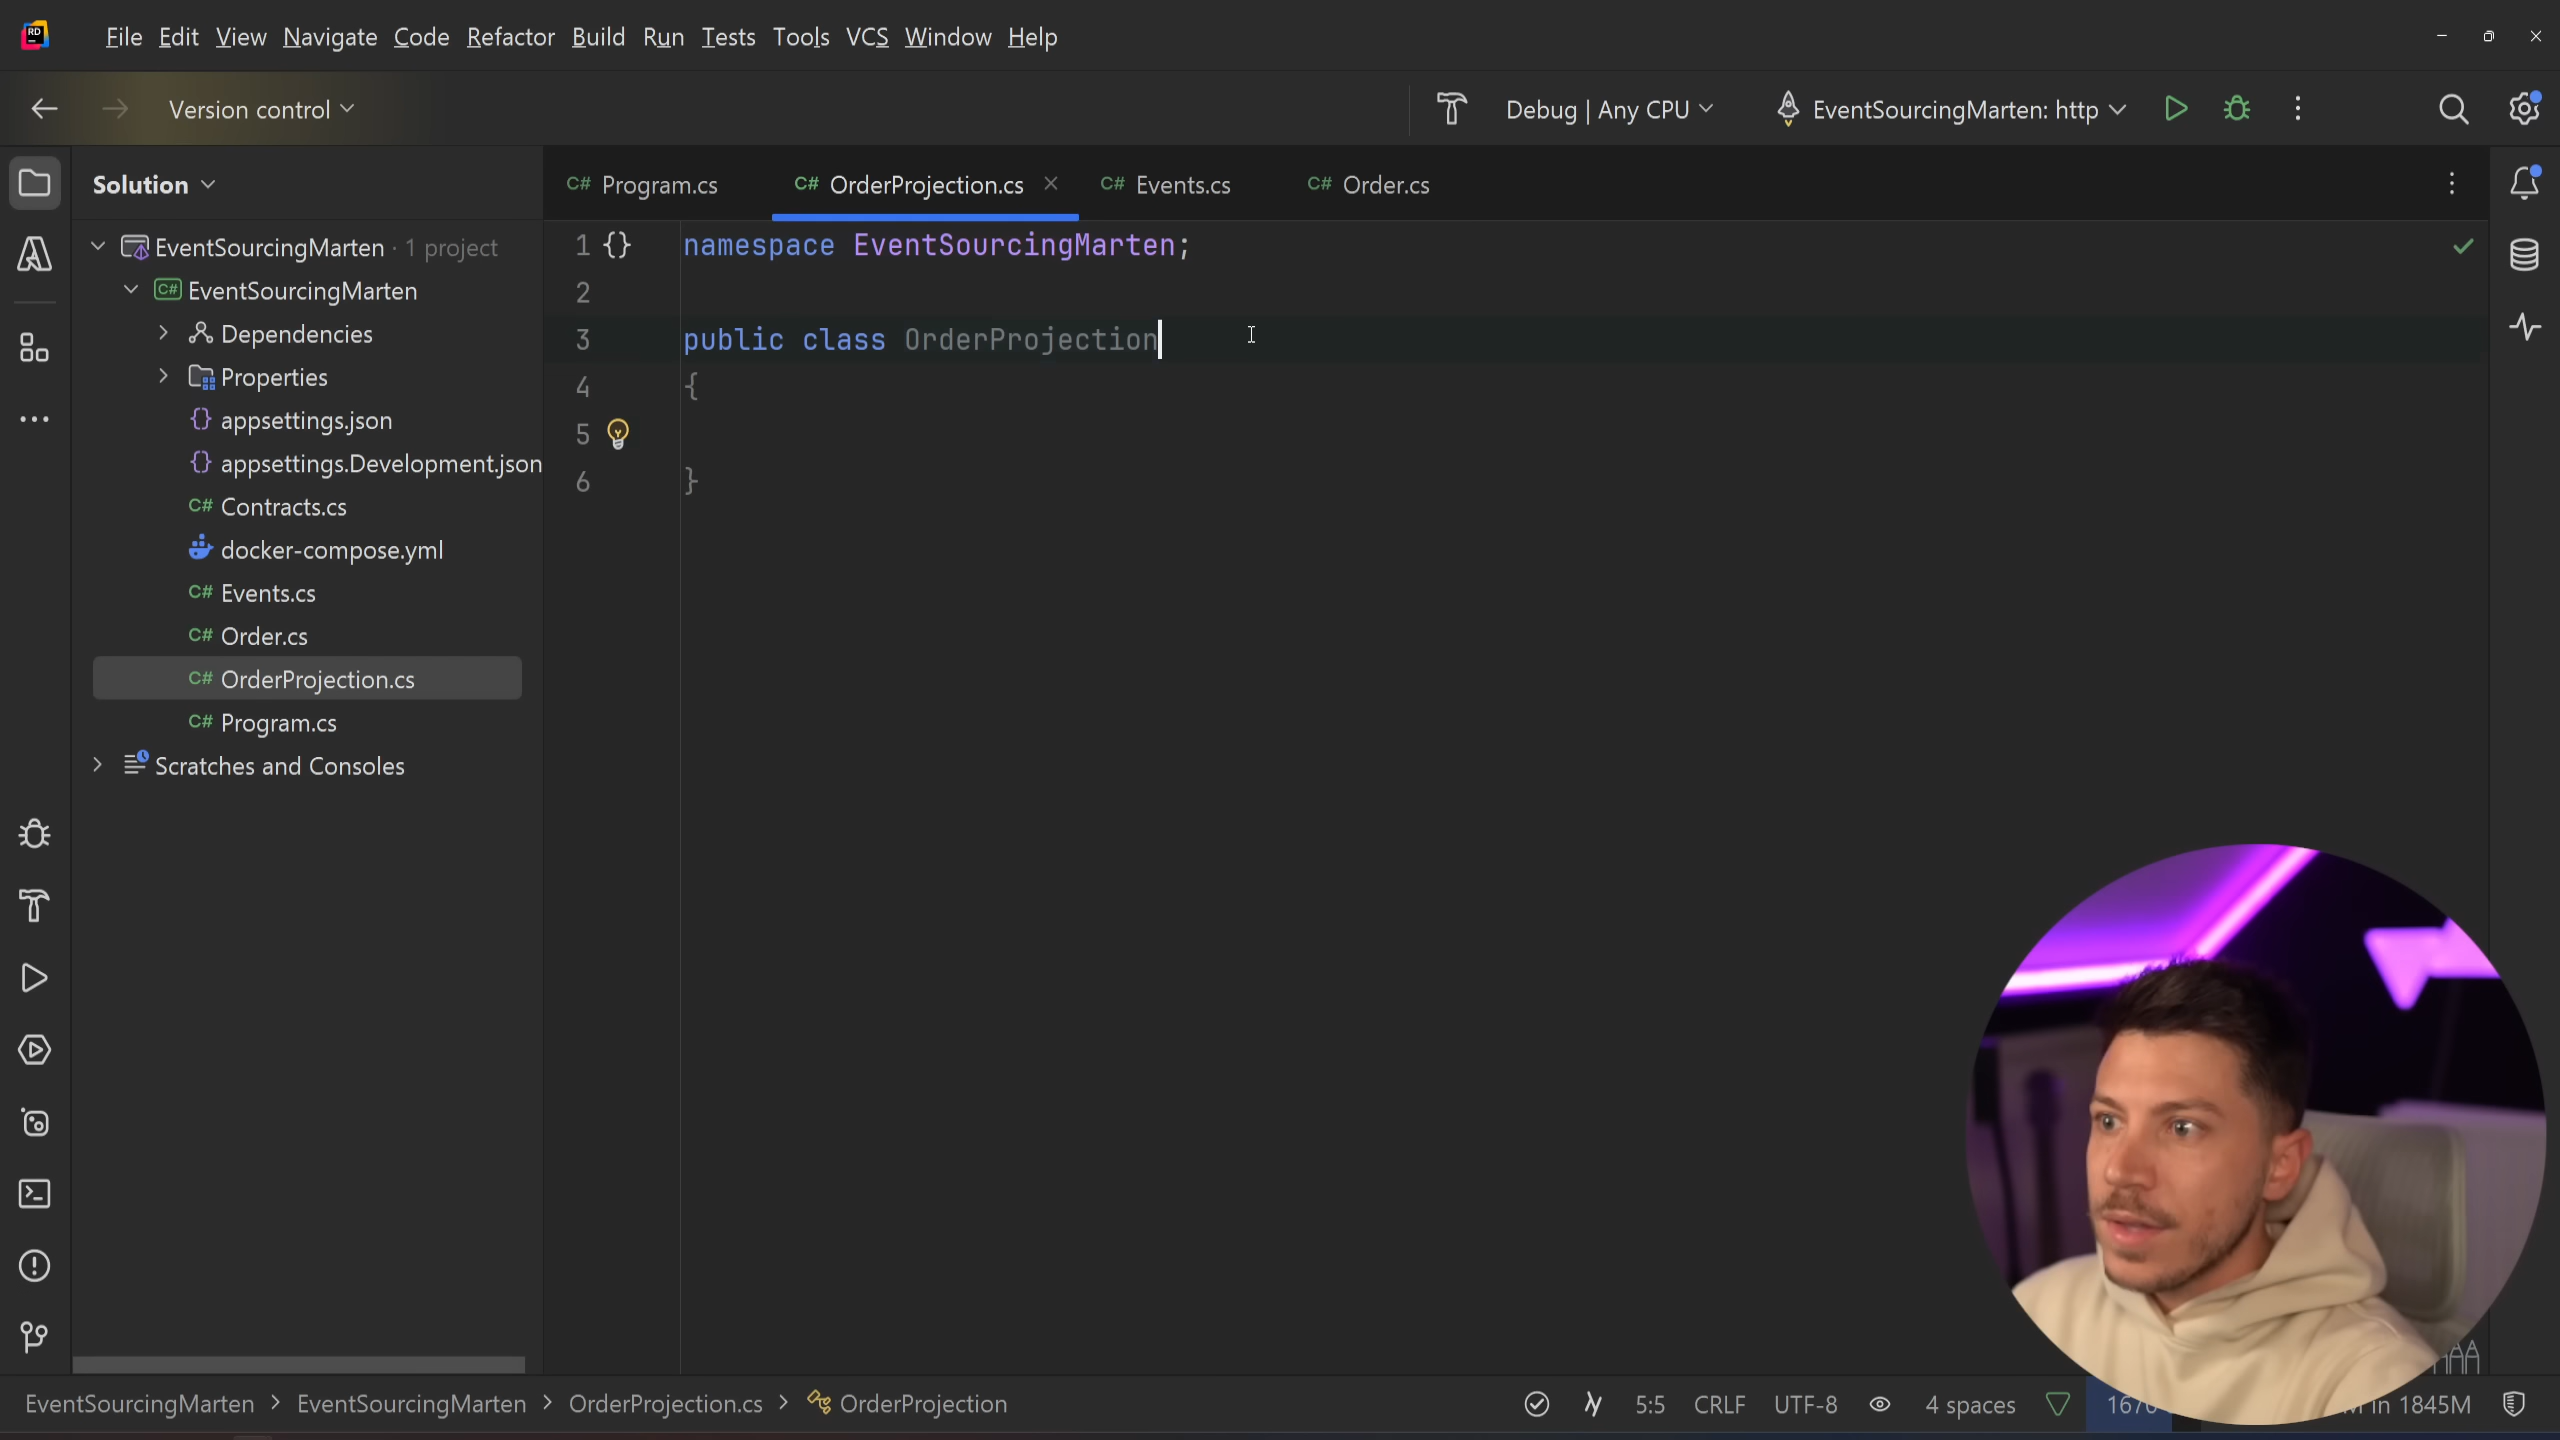 RD
File Edit View Navigate Code Refactor Build Run Tests Tools VCS Window Help
Version control
Debug | Any CPU
EventSourcingMarten: http
Solution
C# Program.cs
C# OrderProjection.cs
C# Events.cs
C# Order.cs
EventSourcingMarten · 1 project
C# EventSourcingMarten
Dependencies
Properties
{} appsettings.json
{} appsettings.Development.json
C# Contracts.cs
docker-compose.yml
C# Events.cs
C# Order.cs
C# OrderProjection.cs
C# Program.cs
Scratches and Consoles
1 {} namespace EventSourcingMarten;
2
3 public class OrderProjection
4 {
5
6 }
EventSourcingMarten > EventSourcingMarten > OrderProjection.cs > OrderProjection
5:5 CRLF UTF-8 4 spaces
in 1845M